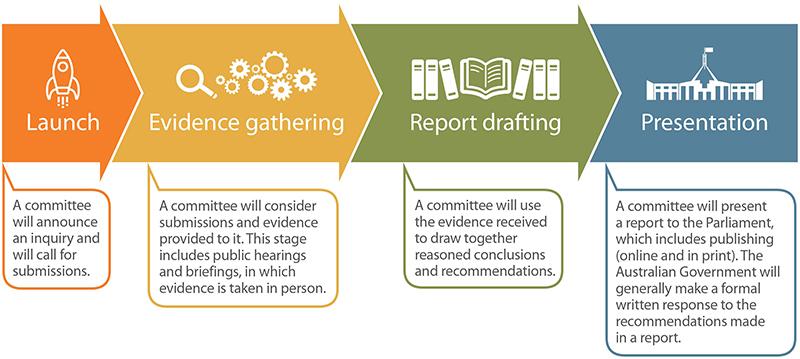 Launch
Evidence gathering
Report drafting
Presentation
A committee
will announce
an inquiry and
will call for
submissions.
A committee will consider
submissions and evidence
provided to it. This stage
includes public hearings
and briefings, in which
evidence is taken in person.
A committee will use
the evidence received
to draw together
reasoned conclusions
and recommendations.
A committee will present
a report to the Parliament,
which includes publishing
(online and in print). The
Australian Government will
generally make a formal
written response to the
recommendations made
in a report.